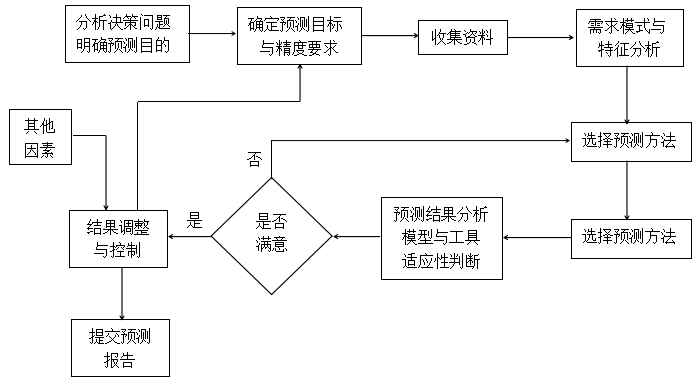 分析决策问题
明确预测目的
确定预测目标
与精度要求
收集资料
需求模式与
特征分析
其他
因素
选择预测方法
否
结果调整
与控制
是
是否
满意
预测结果分析
模型与工具
适应性判断
选择预测方法
提交预测
报告